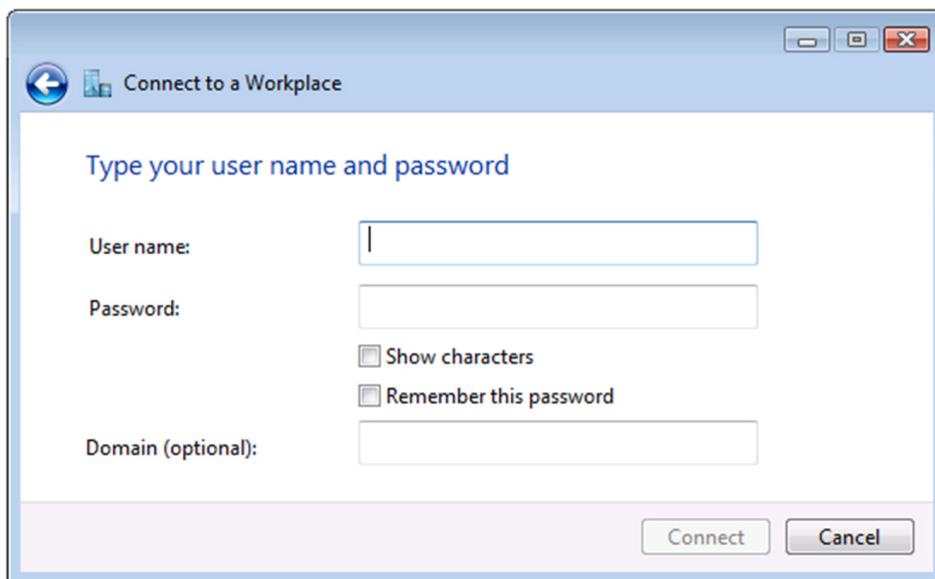 Connect to a Workplace
Type your user name and password
User name:
Password:
Show characters
Remember this password
Domain (optional):
Connect Cancel